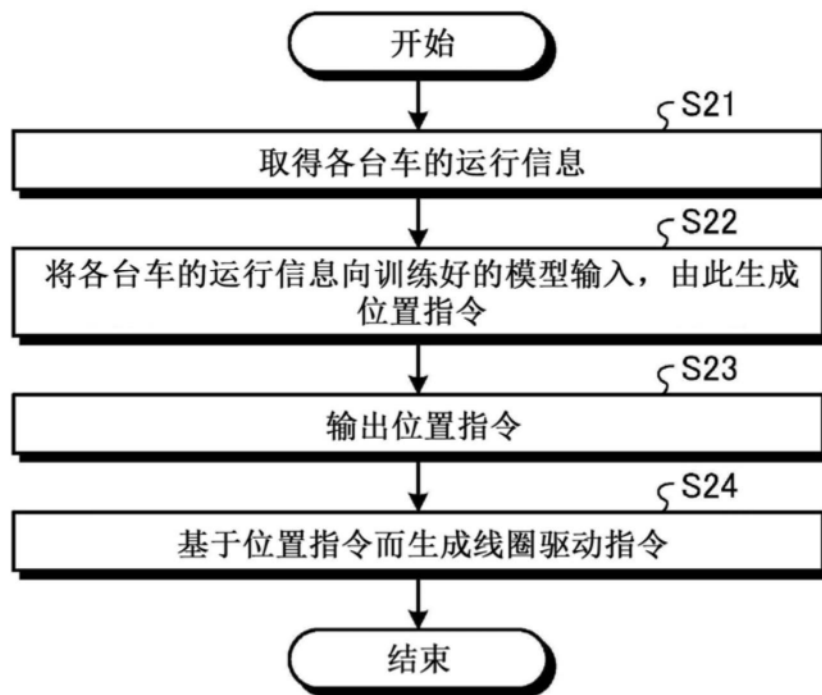 开始
S21
取得各台车的运行信息
S22
将各台车的运行信息向训练好的模型输入，由此生成
位置指令
S23
输出位置指令
S24
基于位置指令而生成线圈驱动指令
结束